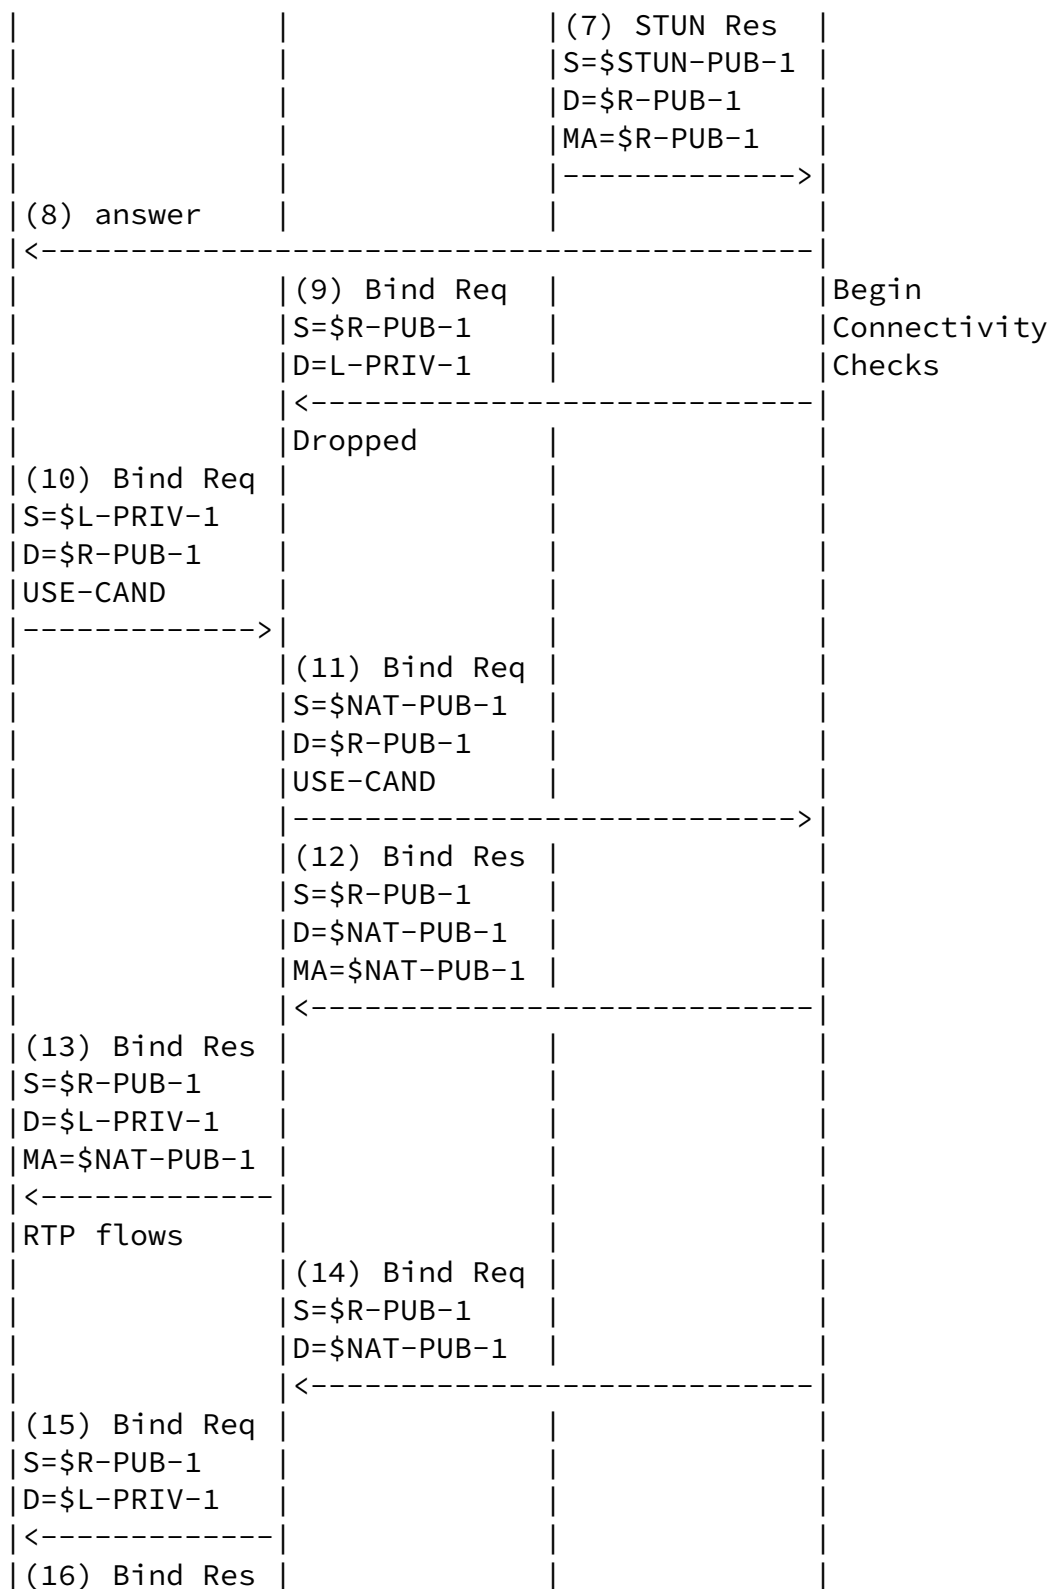 |              |              |(7) STUN Res  |
|              |              |S=$STUN-PUB-1 |
|              |              |D=$R-PUB-1    |
|              |              |MA=$R-PUB-1   |
|              |              |------------->|
|(8) answer    |              |              |
|<-------------------------------------------|
|              |(9) Bind Req  |              |Begin
|              |S=$R-PUB-1    |              |Connectivity
|              |D=L-PRIV-1    |              |Checks
|              |<----------------------------|
|              |Dropped       |              |
|(10) Bind Req |              |              |
|S=$L-PRIV-1   |              |              |
|D=$R-PUB-1    |              |              |
|USE-CAND      |              |              |
|------------->|              |              |
|              |(11) Bind Req |              |
|              |S=$NAT-PUB-1  |              |
|              |D=$R-PUB-1    |              |
|              |USE-CAND      |              |
|              |---------------------------->|
|              |(12) Bind Res |              |
|              |S=$R-PUB-1    |              |
|              |D=$NAT-PUB-1  |              |
|              |MA=$NAT-PUB-1 |              |
|              |<----------------------------|
|(13) Bind Res |              |              |
|S=$R-PUB-1    |              |              |
|D=$L-PRIV-1   |              |              |
|MA=$NAT-PUB-1 |              |              |
|<-------------|              |              |
|RTP flows     |              |              |
|              |(14) Bind Req |              |
|              |S=$R-PUB-1    |              |
|              |D=$NAT-PUB-1  |              |
|              |<----------------------------|
|(15) Bind Req |              |              |
|S=$R-PUB-1    |              |              |
|D=$L-PRIV-1   |              |              |
|<-------------|              |              |
|(16) Bind Res |              |              |